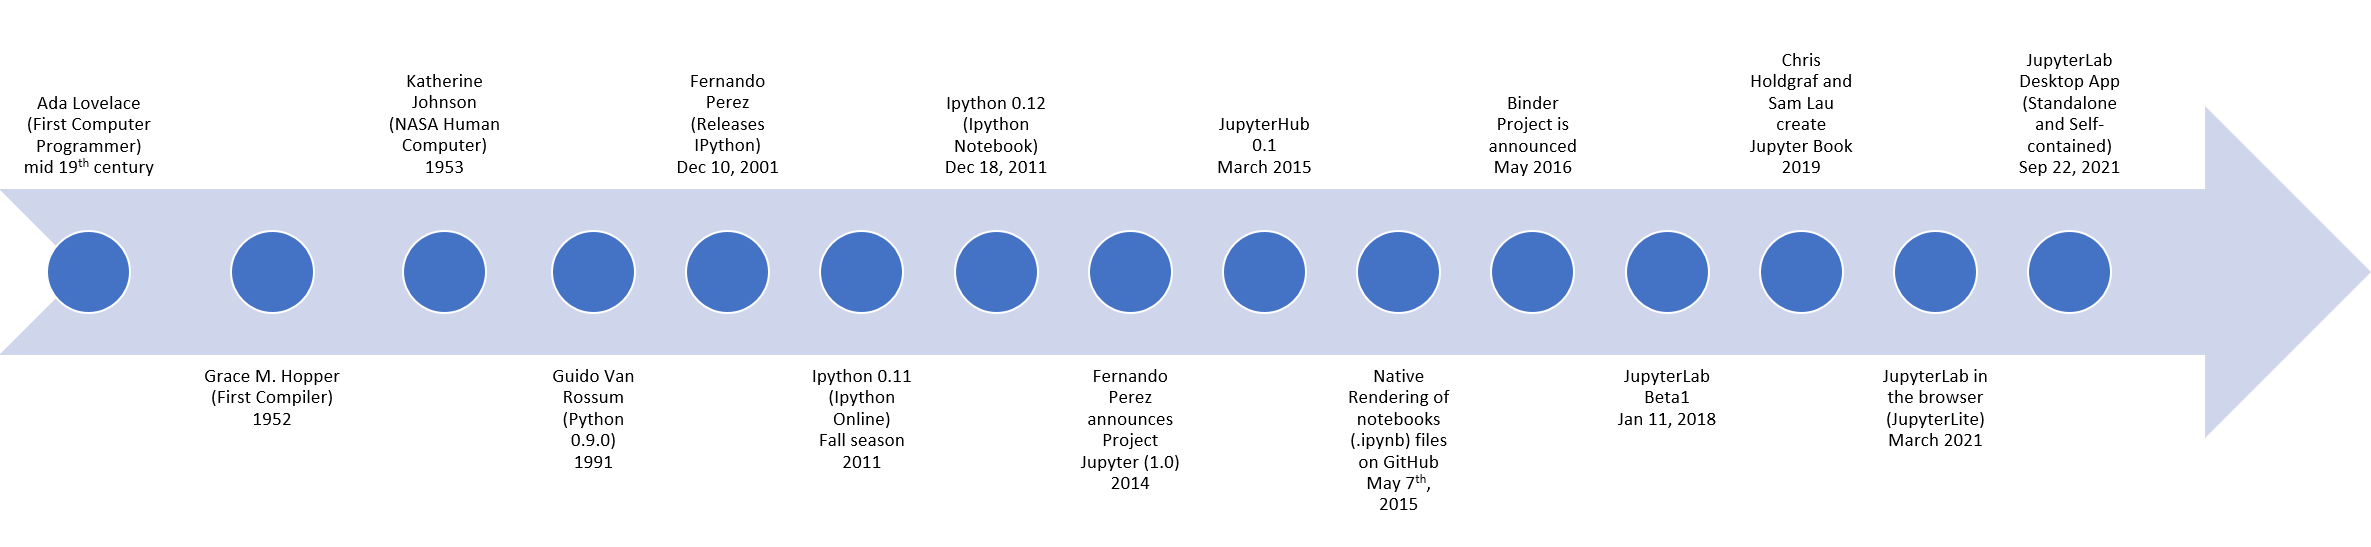 Ada Lovelace
(First Computer
Programmer)
mid 19th century
Grace M. Hopper
(First Compiler)
1952
Katherine
Johnson
(NASA Human
Computer)
1953
Guido Van
Rossum
(Python
0.9.0)
1991
Fernando
Perez
(Releases
IPython)
Dec 10, 2001
Ipython 0.11
(Ipython
Online)
Fall season
2011
Ipython 0.12
(Ipython
Notebook)
Dec 18, 2011
Fernando
Perez
announces
Project
Jupyter (1.0)
2014
JupyterHub
0.1
March 2015
Native
Rendering of
notebooks
(.ipynb) files
on GitHub
May 7th,
2015
Binder
Project is
announced
May 2016
JupyterLab
Beta1
Jan 11, 2018
Chris
Holdgraf and
Sam Lau
create
Jupyter Book
2019
JupyterLab in
the browser
(JupyterLite)
March 2021
JupyterLab
Desktop App
(Standalone
and Self-
contained)
Sep 22, 2021